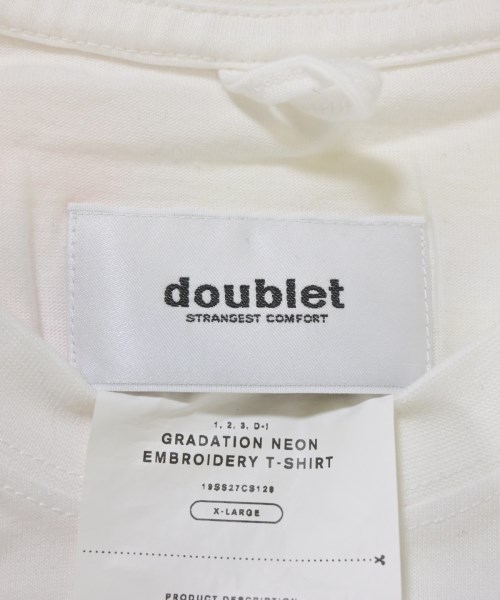 doublet
STRANGEST COMFORT
1, 2, 3, D-!
GRADATION NEON
EMBROIDERY T-SHIRT
19SS27CS128
X-LARGE
PRODUCT DESCRIPTION